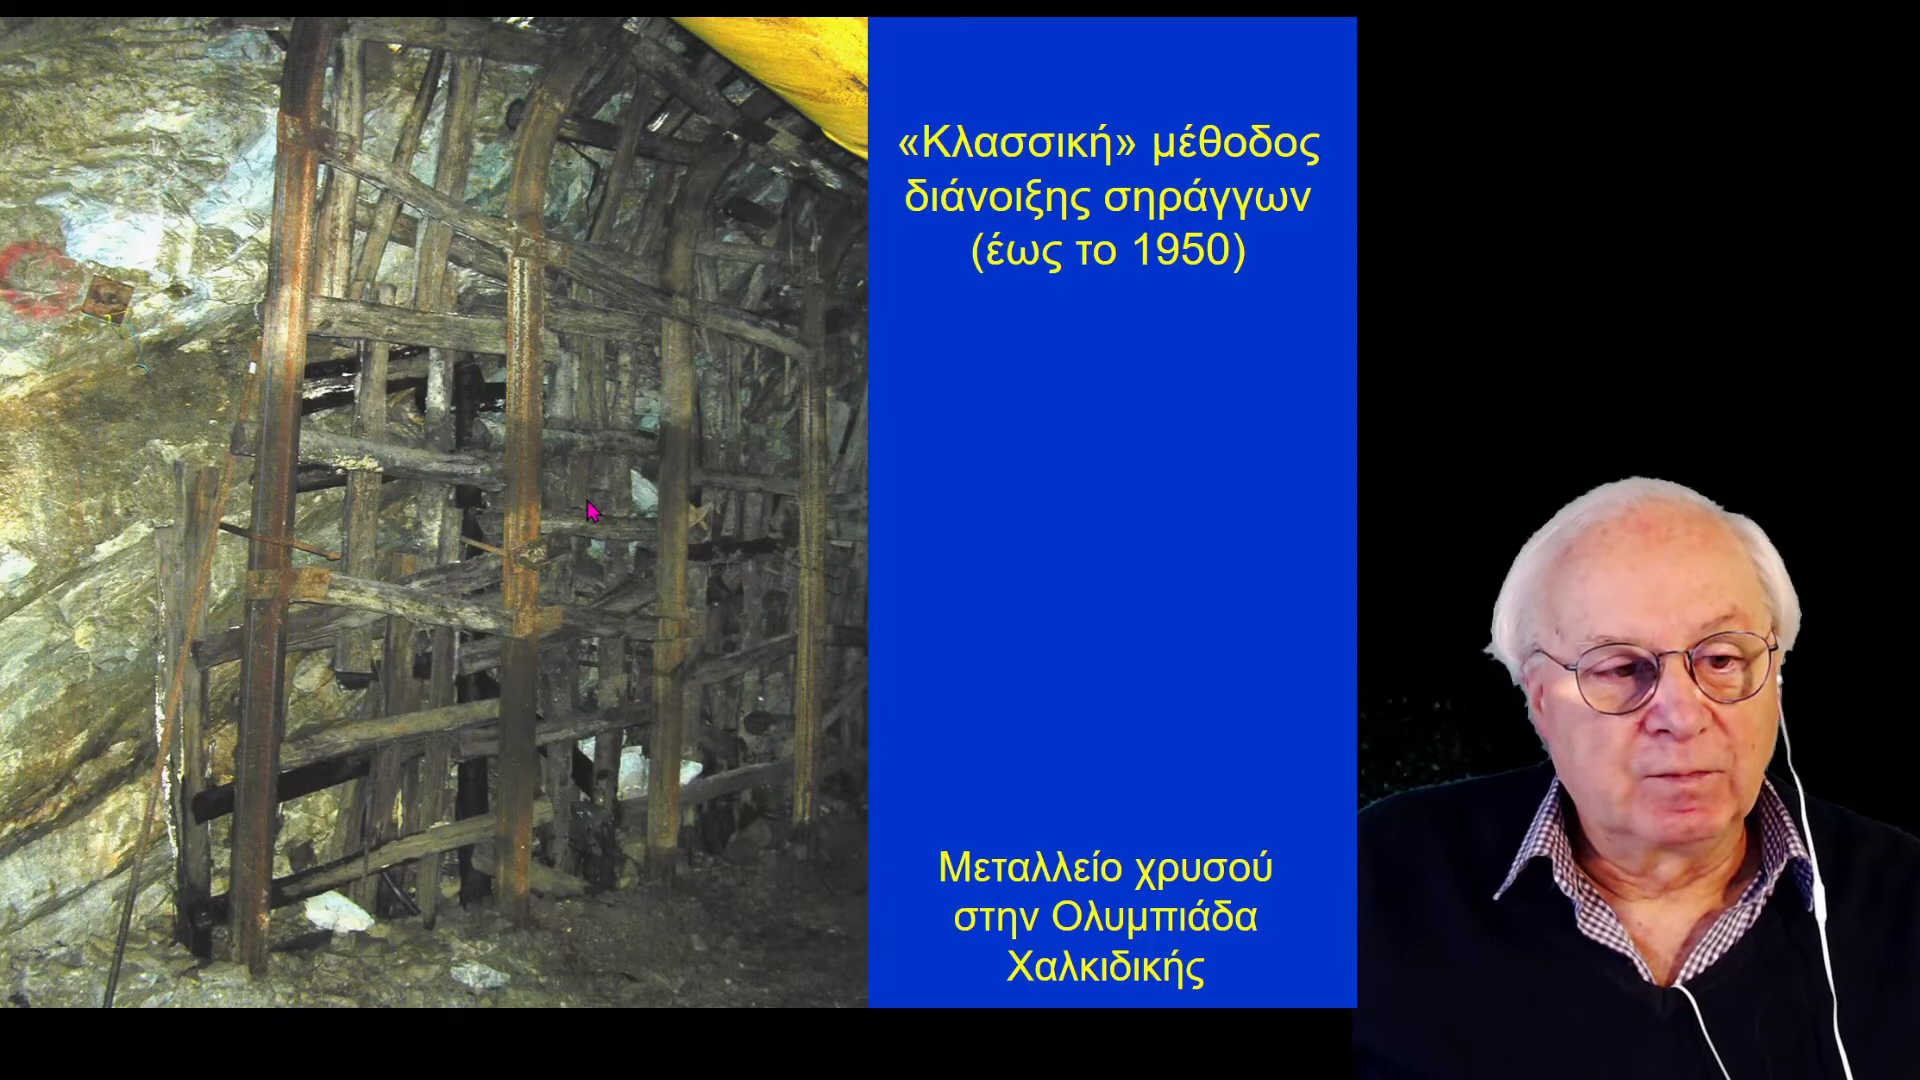 «Κλασσική» μέθοδος
διάνοιξης σηράγγων
(έως το 1950)
Μεταλλείο χρυσού
στην Ολυμπιάδα
Χαλκιδικής